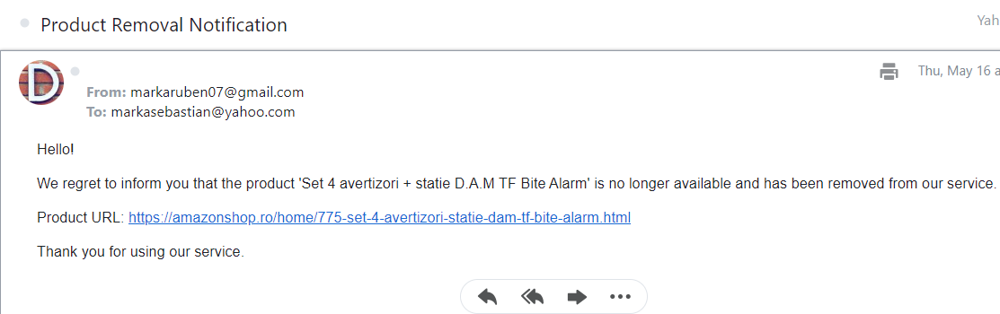 Product Removal Notification
Yah
D
Thu, May 16 a
From: markaruben07@gmail.com
To: markasebastian@yahoo.com
Hello!
We regret to inform you that the product 'Set 4 avertizori + statie D.A.M TF Bite Alarm' is no longer available and has been removed from our service.
Product URL: https://amazonshop.ro/home/775-set-4-avertizori-statie-dam-tf-bite-alarm.html
Thank you for using our service.